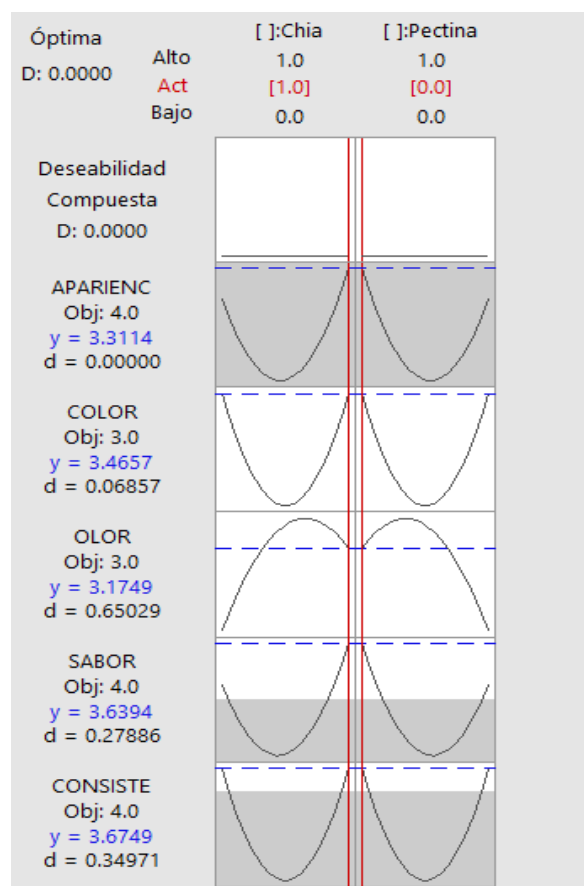 Óptima
D: 0.0000
Alto
Act
Bajo
[ ]:Chia
1.0
[1.0]
0.0
[ ]:Pectina
1.0
[0.0]
0.0
Deseabilidad
Compuesta
D: 0.0000
APARIENC
Obj: 4.0
y = 3.3114
d = 0.00000
COLOR
Obj: 3.0
y = 3.4657
d = 0.06857
OLOR
Obj: 3.0
y = 3.1749
d = 0.65029
SABOR
Obj: 4.0
y = 3.6394
d = 0.27886
CONSISTE
Obj: 4.0
y = 3.6749
d = 0.34971